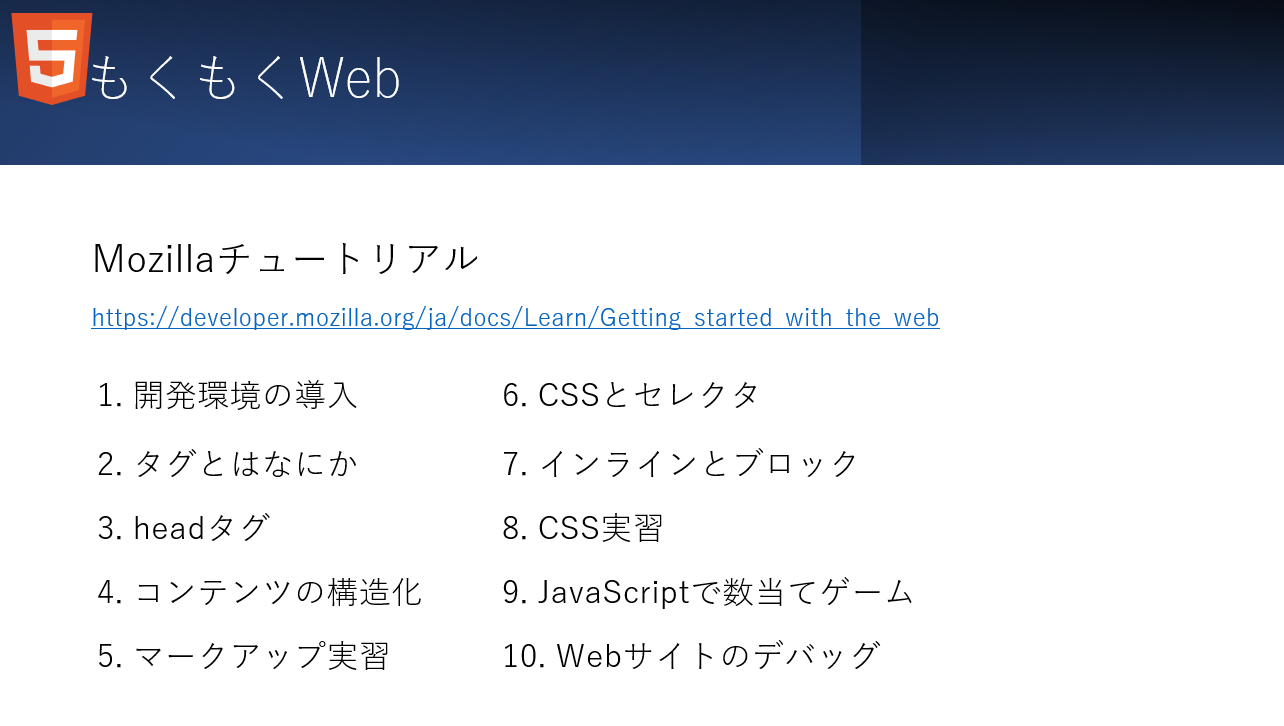 もくもくWeb
Mozillaチュートリアル
https://developer.mozilla.org/ja/docs/Learn/Getting_started_with_the_web
1. 開発環境の導入
2. タグとはなにか
3. headタグ
4. コンテンツの構造化
5. マークアップ実習
6. CSSとセレクタ
7. インラインとブロック
8. CSS実習
9. JavaScriptで数当てゲーム
10. Webサイトのデバッグ